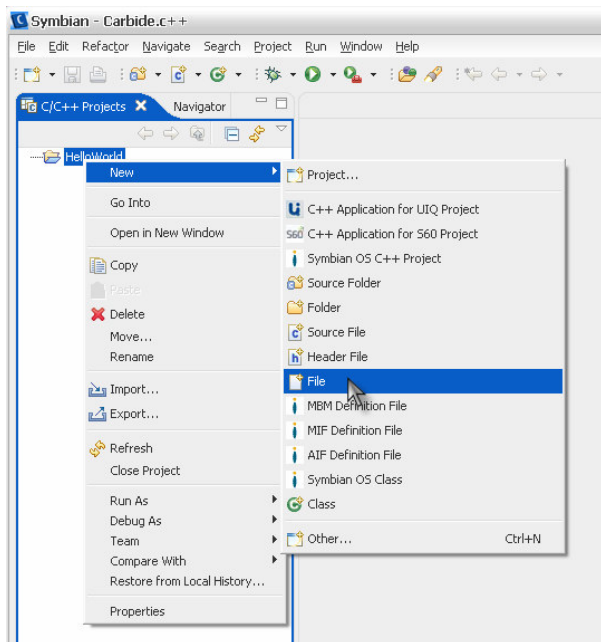 Symbian - Carbide.c++
File Edit Refactor Navigate Search Project Run Window Help
C/C++ Projects Navigator
HelloWorld
New
Go Into
Open in New Window
Copy
Paste
Delete
Move...
Rename
Import...
Export...
Refresh
Close Project
Run As
Debug As
Team
Compare With
Restore from Local History...
Properties
Project...
C++ Application for UIQ Project
S60 C++ Application for S60 Project
Symbian OS C++ Project
Source Folder
Folder
Source File
Header File
File
MBM Definition File
MIF Definition File
AIF Definition File
Symbian OS Class
Class
Other... Ctrl+N